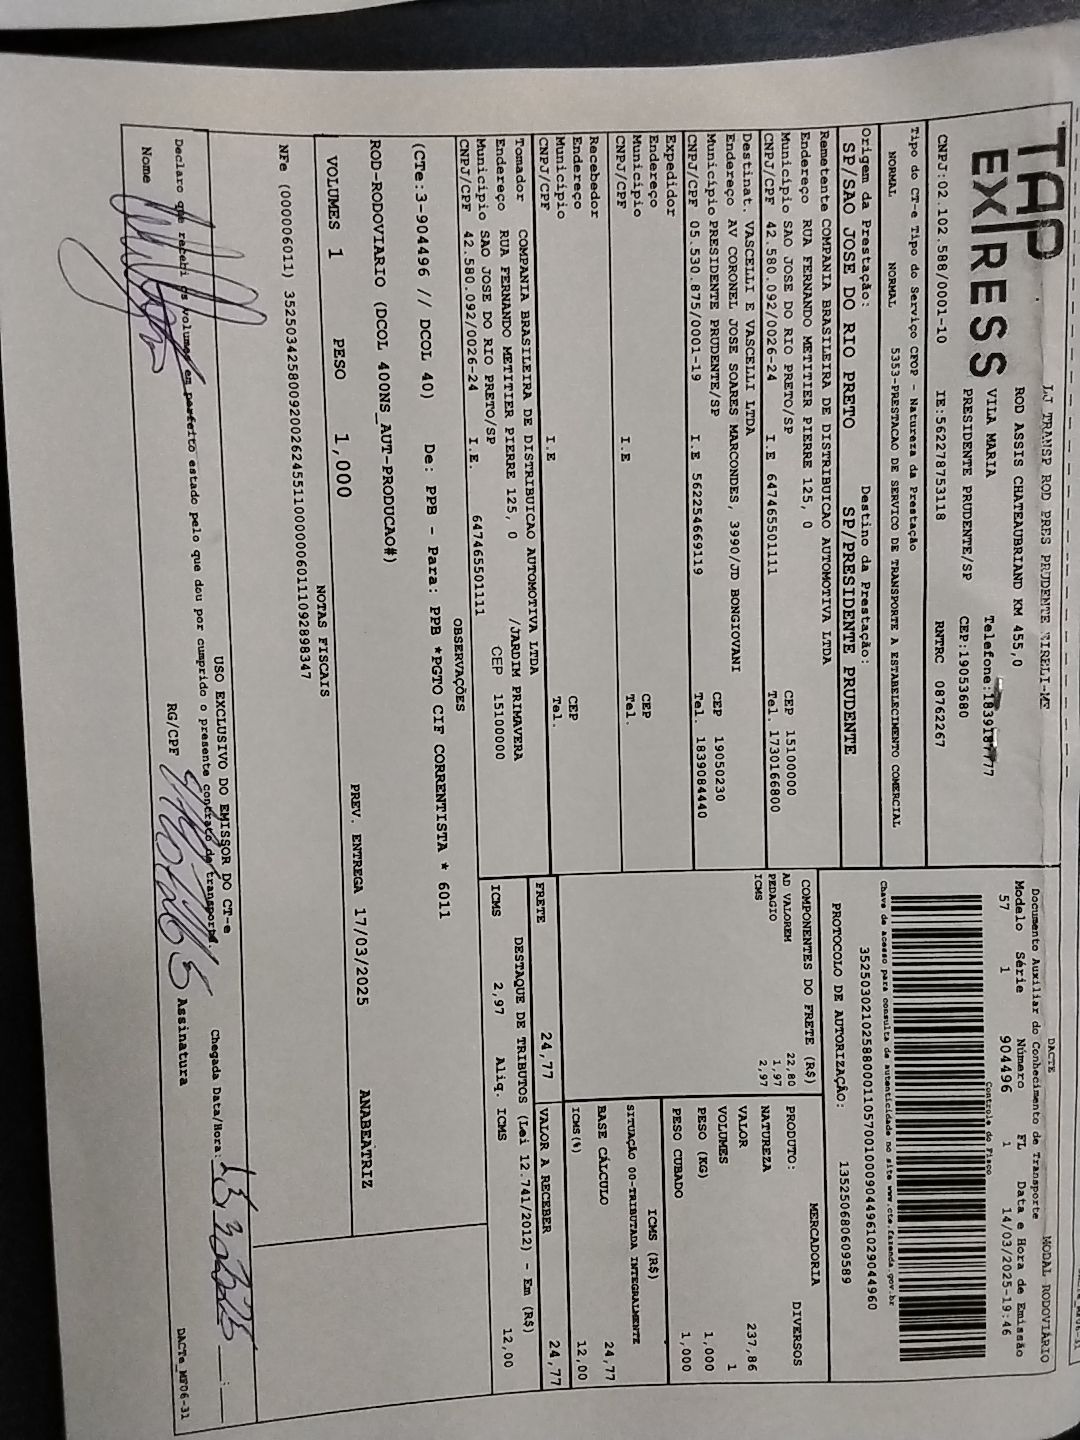 TAP
EX/RESS
LJ TRANSP ROD PRES PRUDENTE EIRELI-ME
ROD ASSIS CHATEAUBRIAND KM 455,0
VILA MARIA
Telefone:1839187777
PRESIDENTE PRUDENTE/SP CEP:19053680
CNPJ:02.102.588/0001-10 IE:562278753118 RNTRC 08762267
Tipo do CT-e Tipo do Serviço CFOP - Natureza da Prestação
NORMAL NORMAL 5353-PRESTACAO DE SERVICO DE TRANSPORTE A ESTABELECIMENTO COMERCIAL
Origem da Prestação: Destino da Prestação:
SP/SAO JOSE DO RIO PRETO SP/PRESIDENTE PRUDENTE
DACTE MODAL RODOVIÁRIO
Documento Auxiliar do Conhecimento de Transporte
Modelo Série Número FL Data e Hora de Emissão
57 1 904496 1 14/03/2025-19:46
Controle do Fisco
Chave de acesso para consulta de autenticidade no site www.cte.fazenda.gov.br
PROTOCOLO DE AUTORIZAÇÃO: 135250680609589
Remetente COMPANIA BRASILEIRA DE DISTRIBUICAO AUTOMOTIVA LTDA
Endereço RUA FERNANDO METITIER PIERRE 125, 0
Município SAO JOSE DO RIO PRETO/SP CEP 15100000
CNPJ/CPF 42.580.092/0026-24 I.E 647465501111 Tel. 1730166800
Destinat. VASCELLI E VASCELLI LTDA
Endereço AV CORONEL JOSE SOARES MARCONDES, 3990/JD BONGIOVANI
Município PRESIDENTE PRUDENTE/SP CEP 19050230
CNPJ/CPF 05.530.875/0001-19 I.E 562254669119 Tel. 1839084440
Expedidor
Endereço
Município CEP
CNPJ/CPF I.E Tel.
Recebedor
Endereço
Município CEP
CNPJ/CPF I.E Tel.
Tomador COMPANIA BRASILEIRA DE DISTRIBUICAO AUTOMOTIVA LTDA
Endereço RUA FERNANDO METITIER PIERRE 125, 0 /JARDIM PRIMAVERA
Município SAO JOSE DO RIO PRETO/SP CEP 15100000
CNPJ/CPF 42.580.092/0026-24 I.E. 647465501111
COMPONENTES DO FRETE (R$)
AD VALOREM 22,80
PEDAGIO 1,97
ICMS 2,97
FRETE 24,77
MERCADORIA
PRODUTO: DIVERSOS
NATUREZA
VALOR 237,86
VOLUMES 1
PESO (KG) 1,000
PESO CUBADO 1,000
ICMS (R$)
SITUAÇÃO 00-TRIBUTADA INTEGRALMENTE
BASE CÁLCULO 24,77
ICMS(%) 12,00
VALOR A RECEBER 24,77
DESTAQUE DE TRIBUTOS (Lei 12.741/2012) - Em (R$)
ICMS 2,97 Aliq. ICMS 12,00
OBSERVAÇÕES
(CTe:3-904496 // DCOL 40) De: PPB - Para: PPB *PGTO CIF CORRENTISTA * 6011
ROD-RODOVIARIO (DCOL 400NS_AUT-PRODUCAO#)
VOLUMES 1 PESO 1,000 PREV. ENTREGA 17/03/2025 ANABEATRIZ
NOTAS FISCAIS
USO EXCLUSIVO DO EMISSOR DO CT-e
Declaro que recebi os volumes em perfeito estado pelo que dou por cumprido o presente contrato de transporte.
Chegada Data/Hora:
Nome RG/CPF Assinatura
DACTe_MF06-31